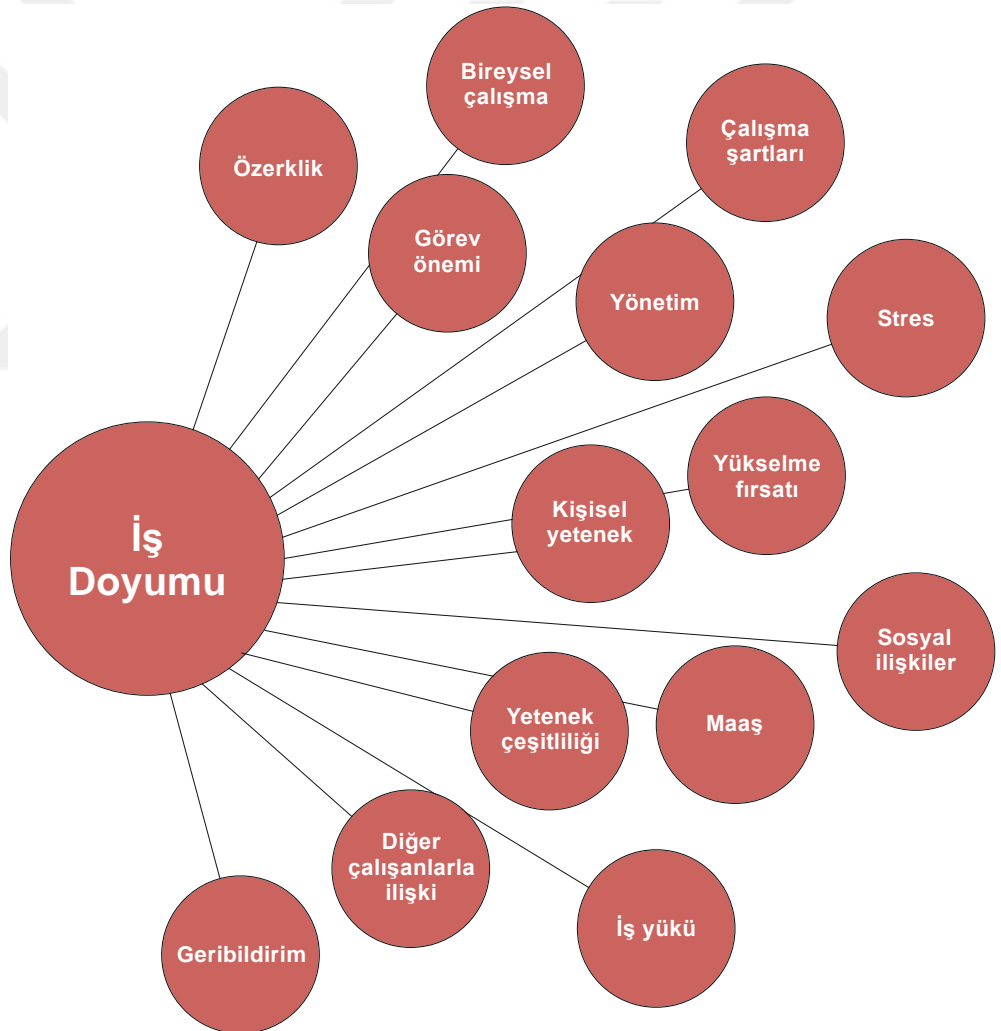 Bireysel
çalışma
Çalışma
şartları
Özerklik
Görev
önemi
Yönetim
Stres
Yükselme
fırsatı
Kişisel
yetenek
İş
Doyumu
Sosyal
ilişkiler
Yetenek
çeşitliliği
Maaş
Diğer
çalışanlarla
ilişki
İş yükü
Geribildirim